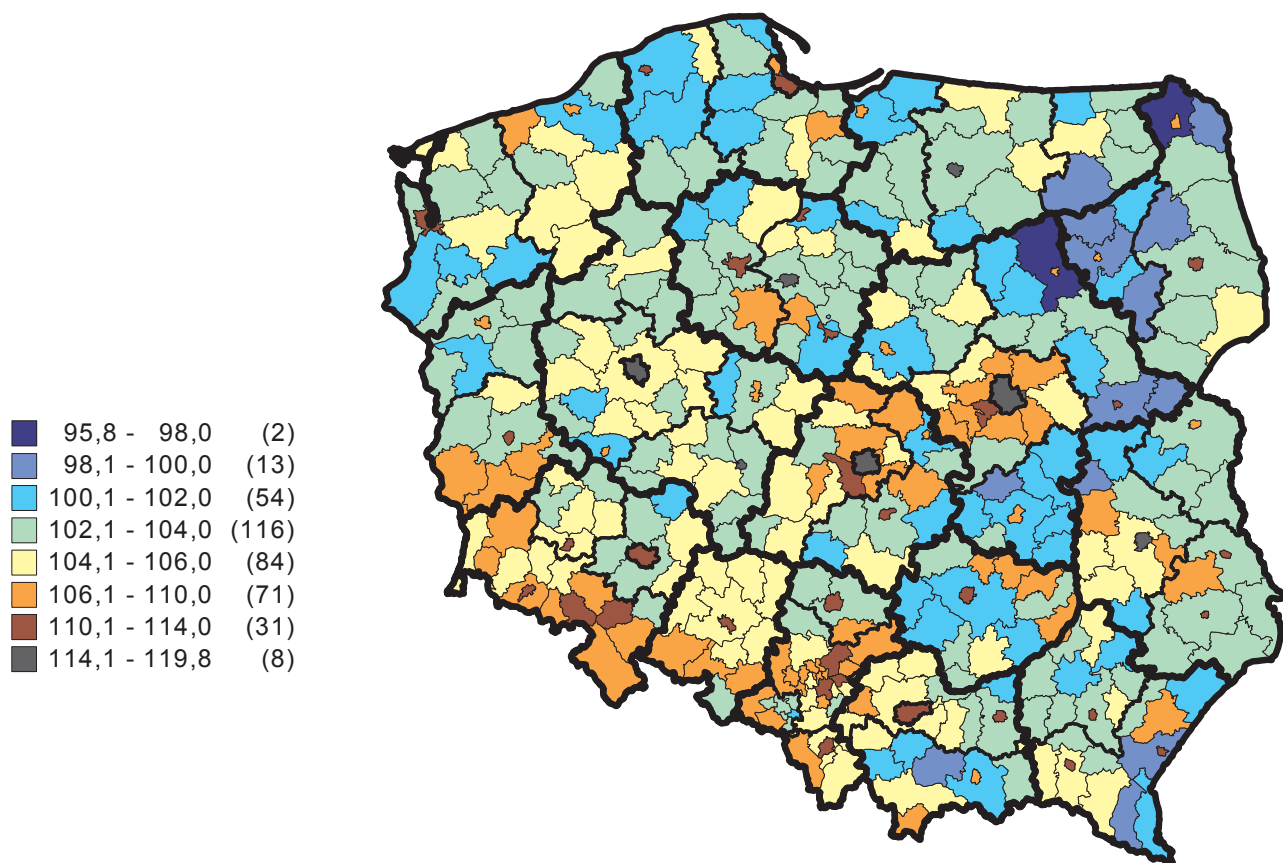 95,8 - 98,0 (2)
98,1 - 100,0 (13)
100,1 - 102,0 (54)
102,1 - 104,0 (116)
104,1 - 106,0 (84)
106,1 - 110,0 (71)
110,1 - 114,0 (31)
114,1 - 119,8 (8)